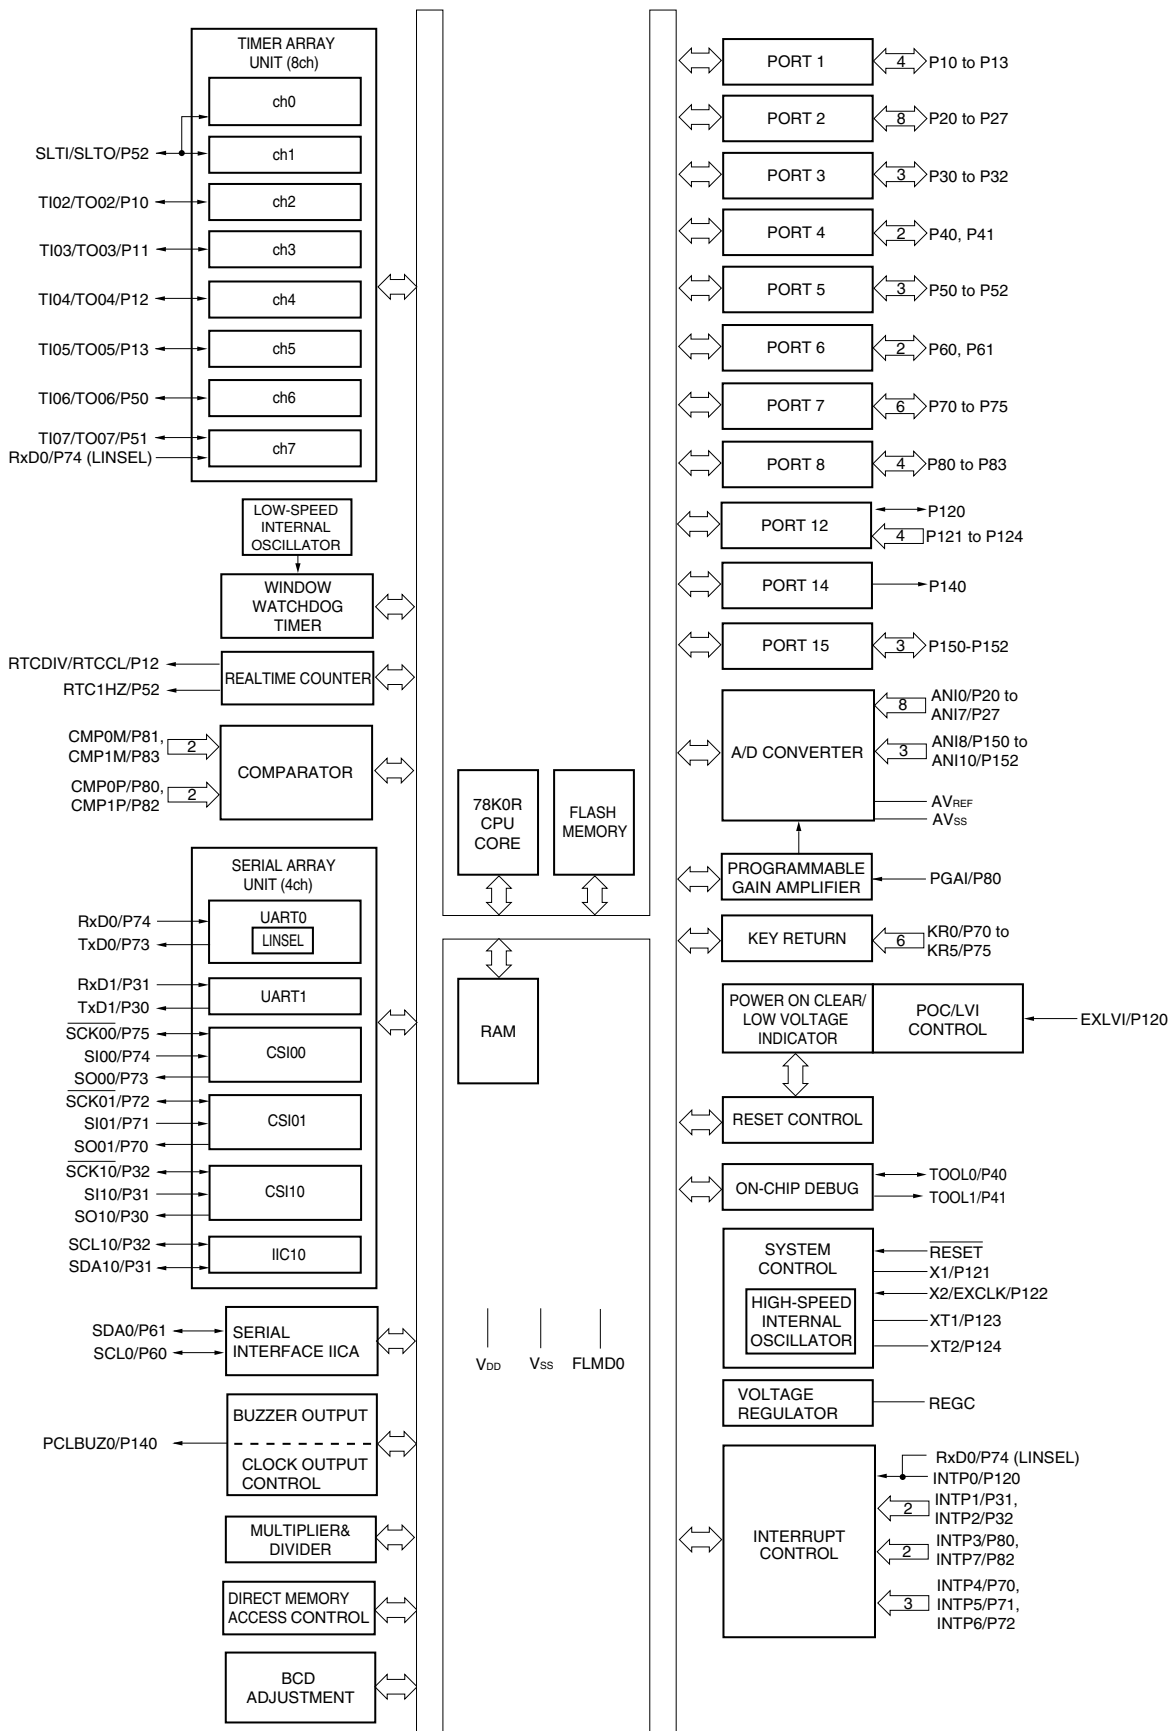 TIMER ARRAY
UNIT (8ch)
ch0
SLTI/SLTO/P52
ch1
TI02/TO02/P10
ch2
TI03/TO03/P11
ch3
TI04/TO04/P12
ch4
TI05/TO05/P13
ch5
TI06/TO06/P50
ch6
TI07/TO07/P51
RxD0/P74 (LINSEL)
ch7
LOW-SPEED
INTERNAL
OSCILLATOR
WINDOW
WATCHDOG
TIMER
RTCDIV/RTCCL/P12
RTC1HZ/P52
REALTIME COUNTER
CMP0M/P81,
CMP1M/P83
2
CMP0P/P80,
CMP1P/P82
2
COMPARATOR
SERIAL ARRAY
UNIT (4ch)
RxD0/P74
TxD0/P73
UART0
LINSEL
RxD1/P31
TxD1/P30
UART1
SCK00/P75
SI00/P74
SO00/P73
CSI00
SCK01/P72
SI01/P71
SO01/P70
CSI01
SCK10/P32
SI10/P31
SO10/P30
CSI10
SCL10/P32
SDA10/P31
IIC10
SDA0/P61
SCL0/P60
SERIAL
INTERFACE IICA
PCLBUZ0/P140
BUZZER OUTPUT
CLOCK OUTPUT
CONTROL
MULTIPLIER&
DIVIDER
DIRECT MEMORY
ACCESS CONTROL
BCD
ADJUSTMENT
78K0R
CPU
CORE
FLASH
MEMORY
RAM
VDD
VSS
FLMD0
PORT 1
4
P10 to P13
PORT 2
8
P20 to P27
PORT 3
3
P30 to P32
PORT 4
2
P40, P41
PORT 5
3
P50 to P52
PORT 6
2
P60, P61
PORT 7
6
P70 to P75
PORT 8
4
P80 to P83
PORT 12
P120
4
P121 to P124
PORT 14
P140
PORT 15
3
P150-P152
A/D CONVERTER
8
ANI0/P20 to
ANI7/P27
3
ANI8/P150 to
ANI10/P152
AVREF
AVSS
PROGRAMMABLE
GAIN AMPLIFIER
PGAI/P80
KEY RETURN
6
KR0/P70 to
KR5/P75
POWER ON CLEAR/
LOW VOLTAGE
INDICATOR
POC/LVI
CONTROL
EXLVI/P120
RESET CONTROL
ON-CHIP DEBUG
TOOL0/P40
TOOL1/P41
SYSTEM
CONTROL
HIGH-SPEED
INTERNAL
OSCILLATOR
RESET
X1/P121
X2/EXCLK/P122
XT1/P123
XT2/P124
VOLTAGE
REGULATOR
REGC
INTERRUPT
CONTROL
RxD0/P74 (LINSEL)
INTP0/P120
2
INTP1/P31,
INTP2/P32
2
INTP3/P80,
INTP7/P82
3
INTP4/P70,
INTP5/P71,
INTP6/P72